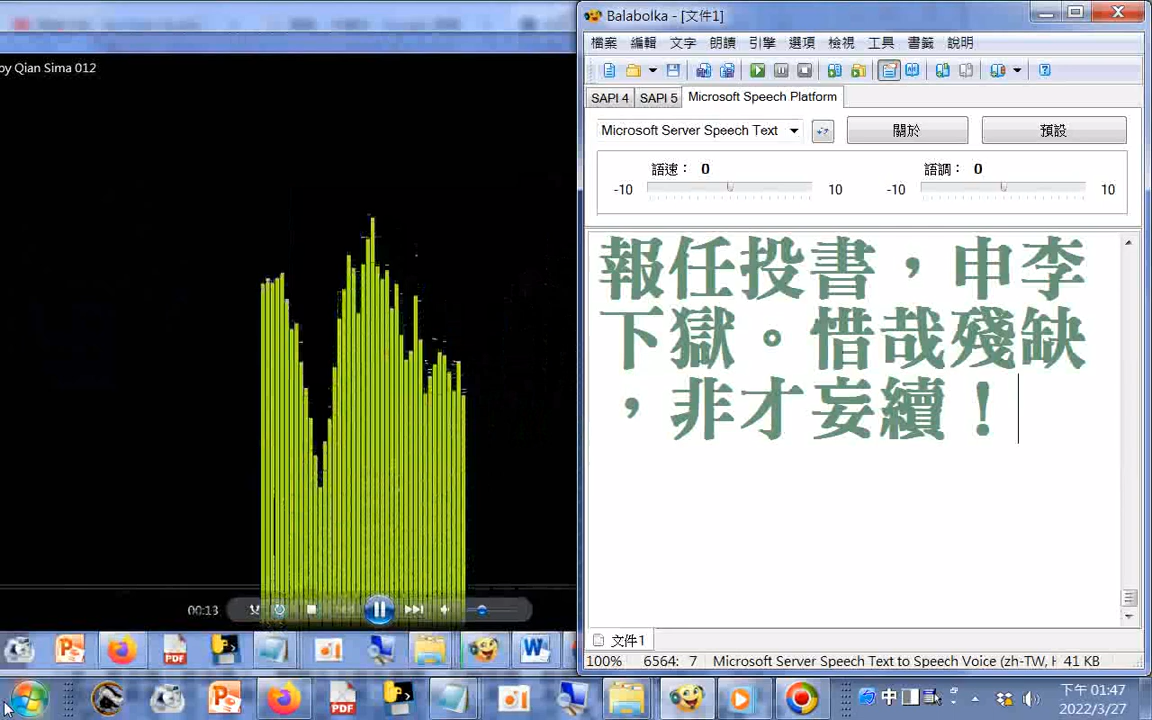 by Qian Sima 012
00:13
Balabolka - [文件1]
檔案 編輯 文字 朗讀 引擎 選項 檢視 工具 書籤 說明
SAPI 4 SAPI 5 Microsoft Speech Platform
Microsoft Server Speech Text 關於 預設
語速： 0 語調： 0
-10 10 -10 10
報任投書，申李
下獄。惜哉殘缺
，非才妄續！
文件1
100% 6564: 7 Microsoft Server Speech Text to Speech Voice (zh-TW, H 41 KB
中
下午 01:47
2022/3/27